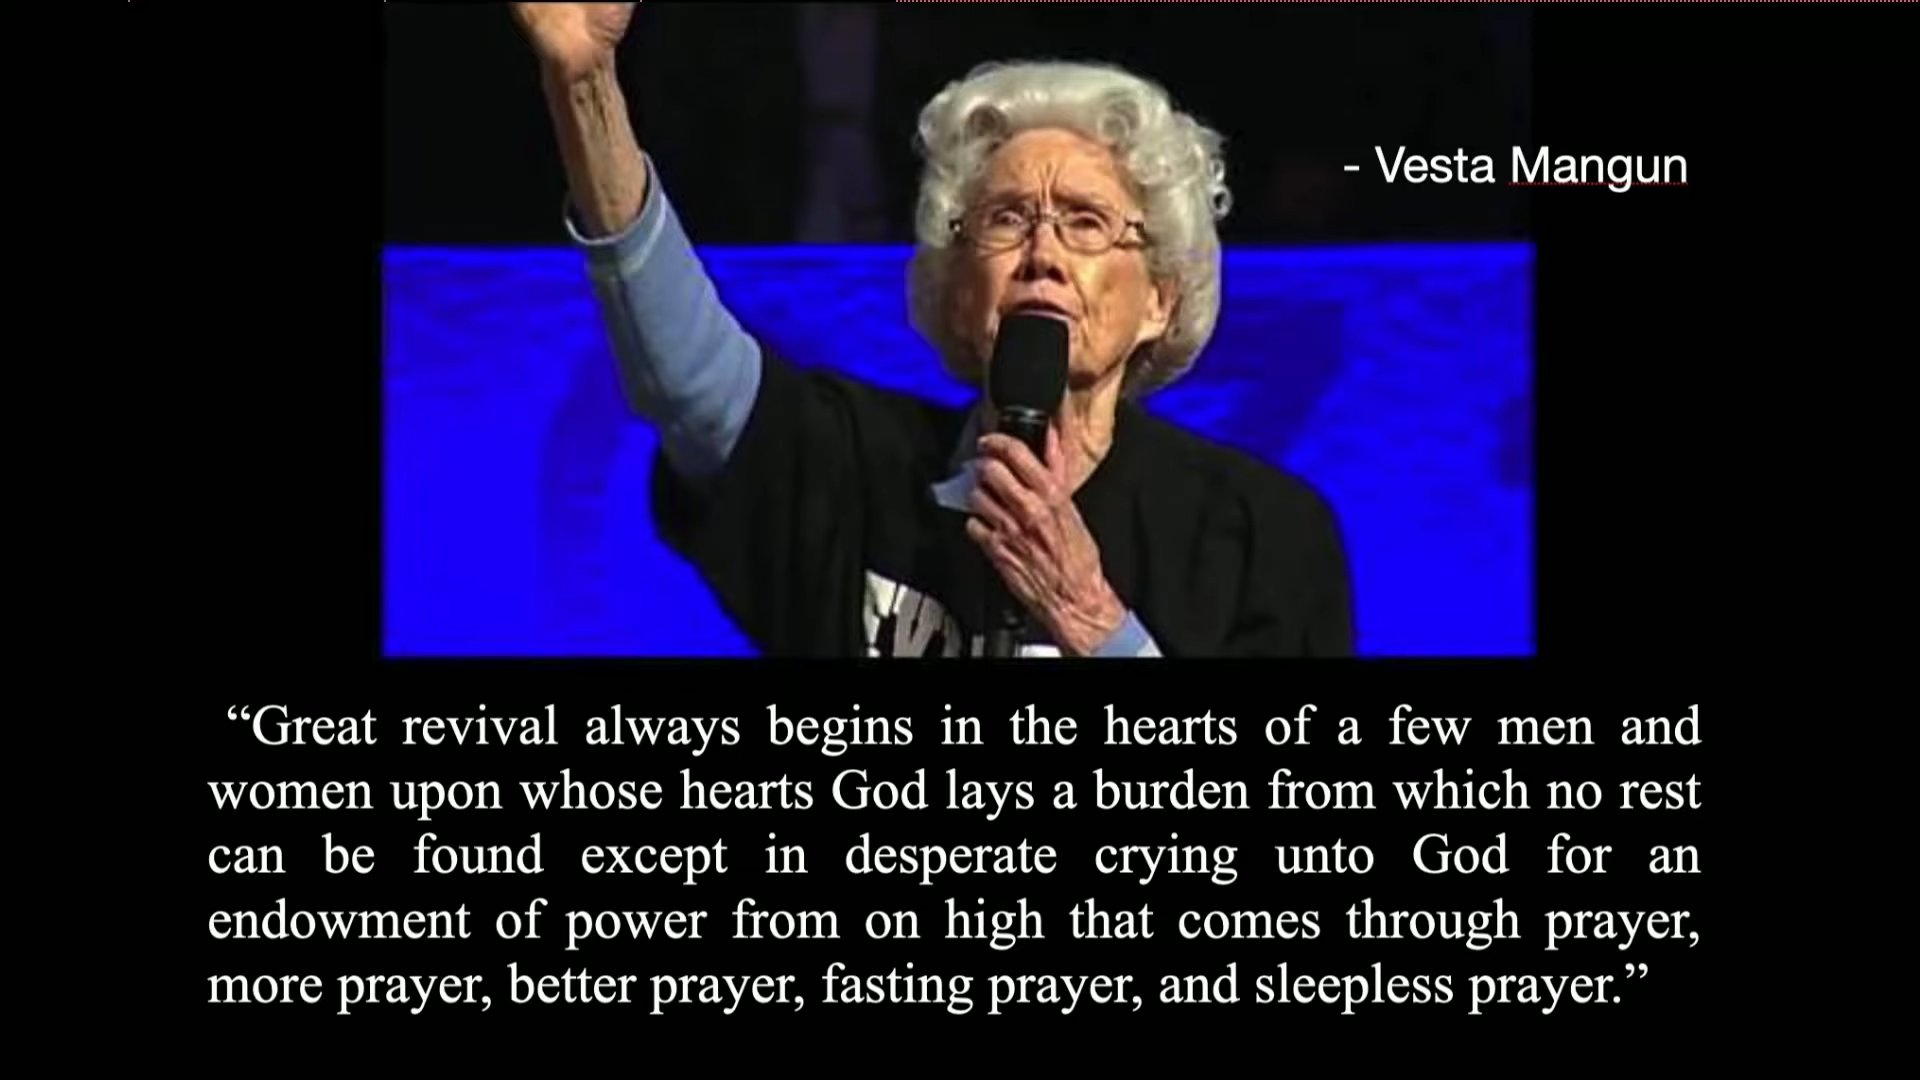 - Vesta Mangun
“Great revival always begins in the hearts of a few men and
women upon whose hearts God lays a burden from which no rest
can be found except in desperate crying unto God for an
endowment of power from on high that comes through prayer,
more prayer, better prayer, fasting prayer, and sleepless prayer.”